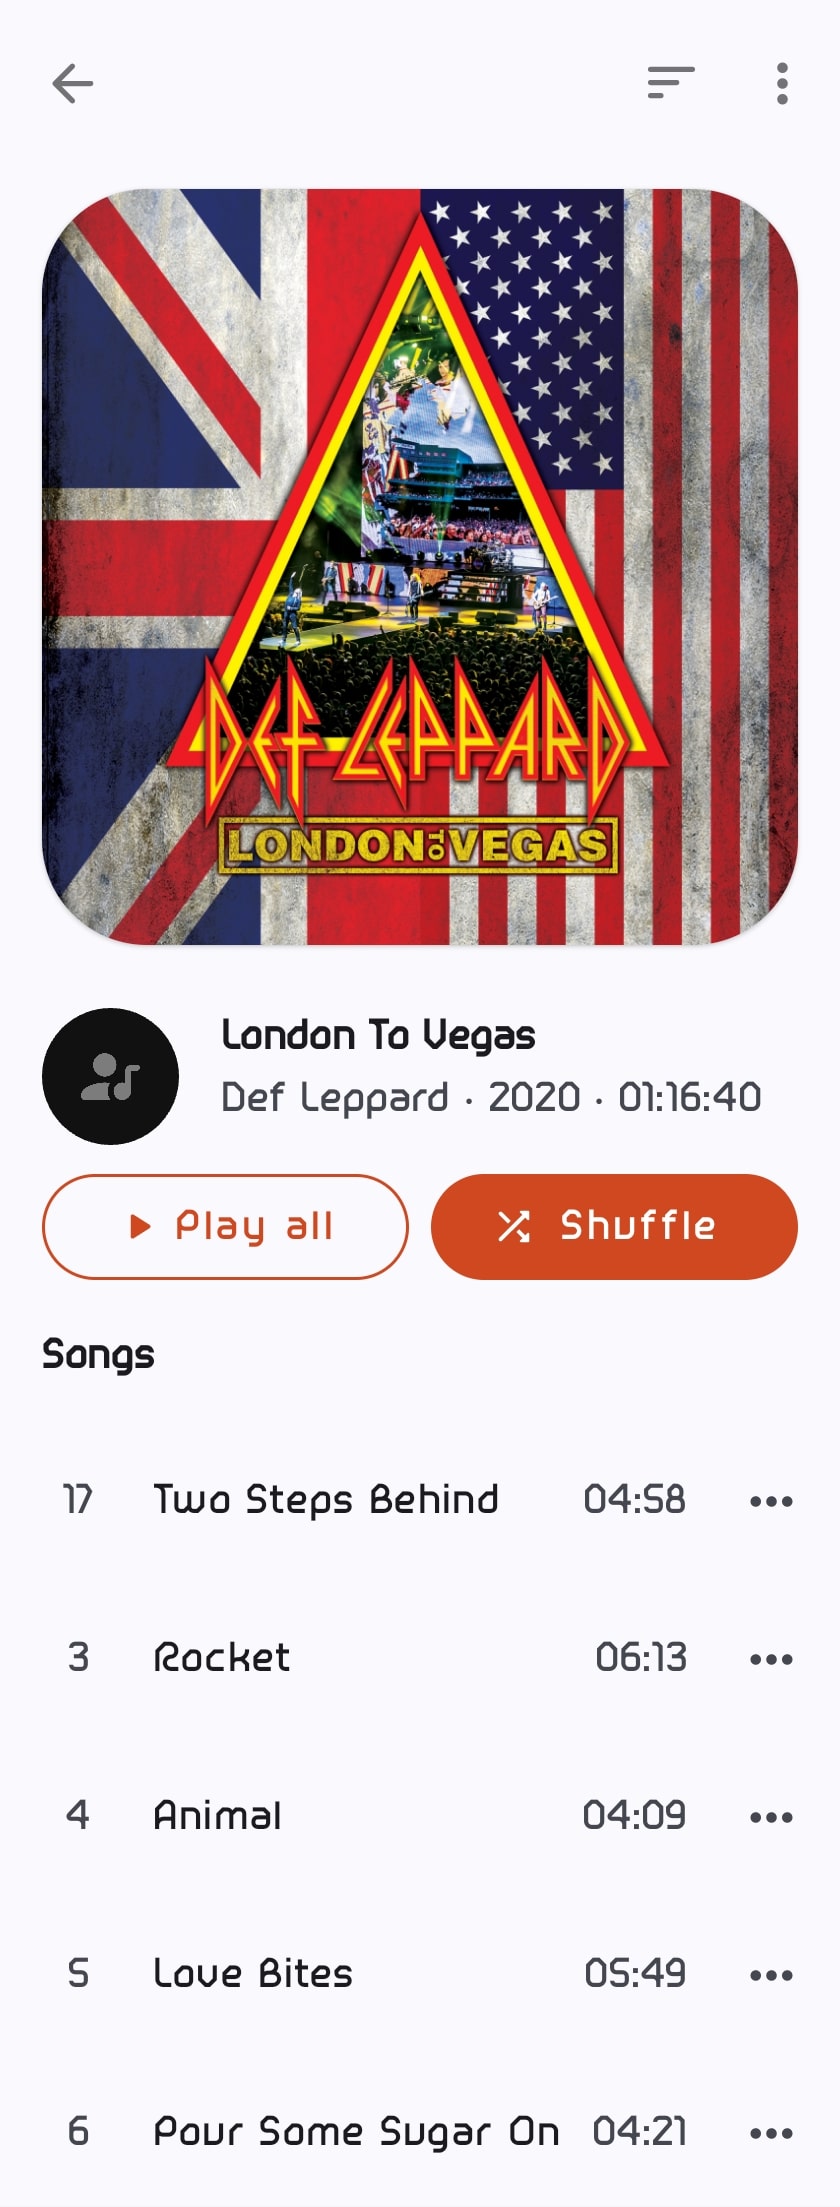 DEF LEPPARD
LONDON TO VEGAS
London To Vegas
Def Leppard · 2020 · 01:16:40
Play all
Shuffle
Songs
17 Two Steps Behind 04:58
3 Rocket 06:13
4 Animal 04:09
5 Love Bites 05:49
6 Pour Some Sugar On 04:21